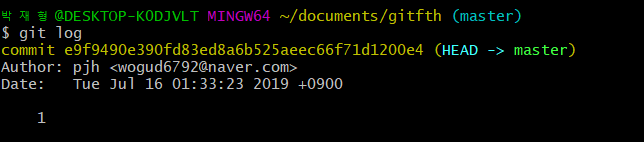 박재형@DESKTOP-KODJVLT MINGW64 ~/documents/gitfth (master)
$ git log
commit e9f9490e390fd83ed8a6b525aeec66f71d1200e4 (HEAD -> master)
Author: pjh <wogud6792@naver.com>
Date:   Tue Jul 16 01:33:23 2019 +0900
1